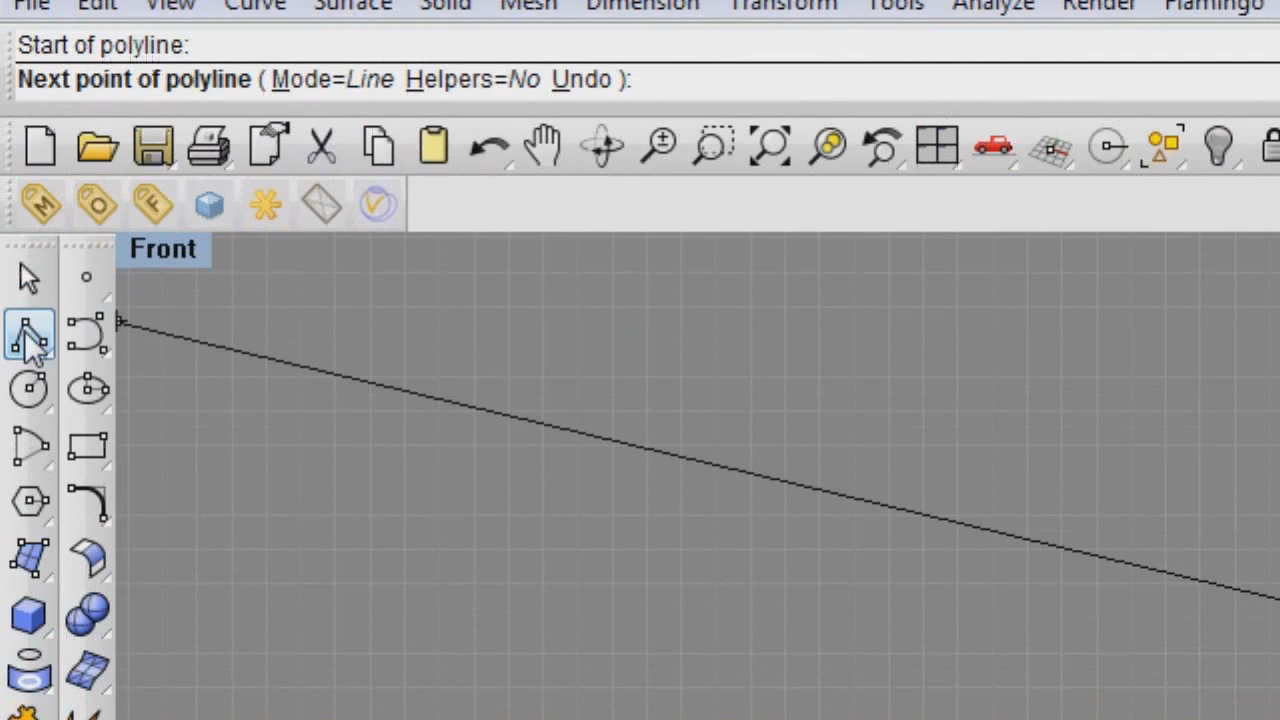 File Edit View Curve Surface Solid Mesh Dimension Transform Tools Analyze Render Flamingo
Start of polyline:
Next point of polyline ( Mode=Line Helpers=No Undo ):
M O F
Front